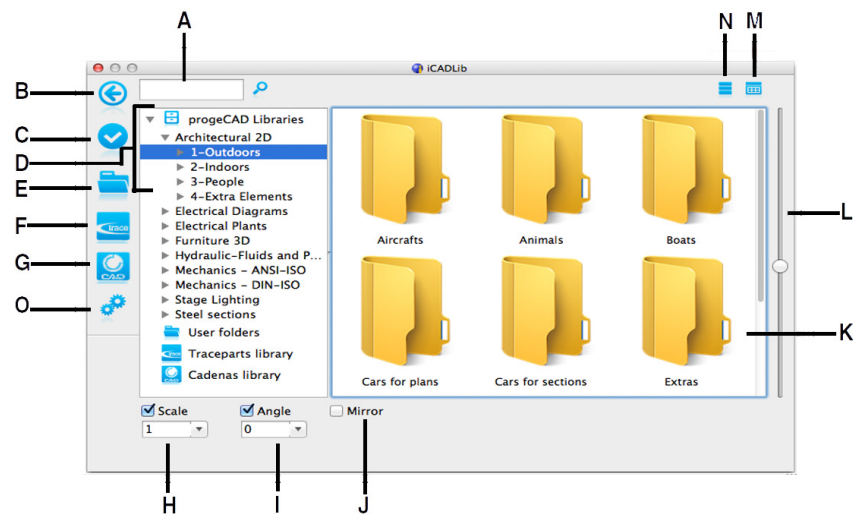 A
N M
iCADLib
B
C
D
E
F
G
O
trace
CAD
progeCAD Libraries
Architectural 2D
1-Outdoors
2-Indoors
3-People
4-Extra Elements
Electrical Diagrams
Electrical Plants
Furniture 3D
Hydraulic-Fluids and P...
Mechanics - ANSI-ISO
Mechanics - DIN-ISO
Stage Lighting
Steel sections
User folders
Traceparts library
Cadenas library
Aircrafts Animals Boats
Cars for plans Cars for sections Extras
L
K
Scale Angle Mirror
1 0
H I J